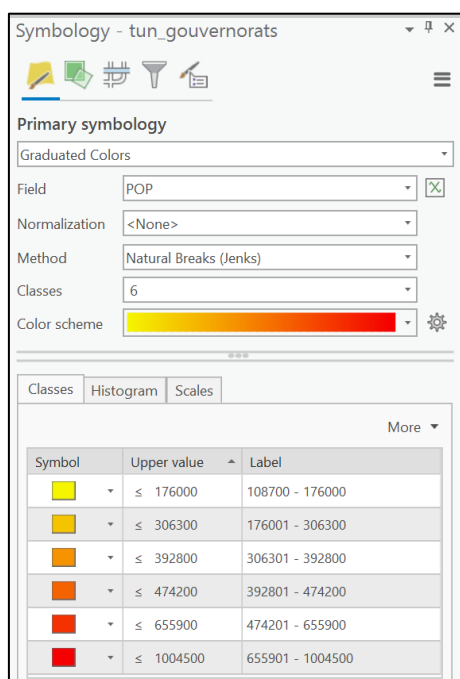 Symbology - tun_gouvernorats
Primary symbology
Graduated Colors
Field POP
Normalization <None>
Method Natural Breaks (Jenks)
Classes 6
Color scheme
Classes Histogram Scales
More
Symbol Upper value Label
≤ 176000 108700 - 176000
≤ 306300 176001 - 306300
≤ 392800 306301 - 392800
≤ 474200 392801 - 474200
≤ 655900 474201 - 655900
≤ 1004500 655901 - 1004500